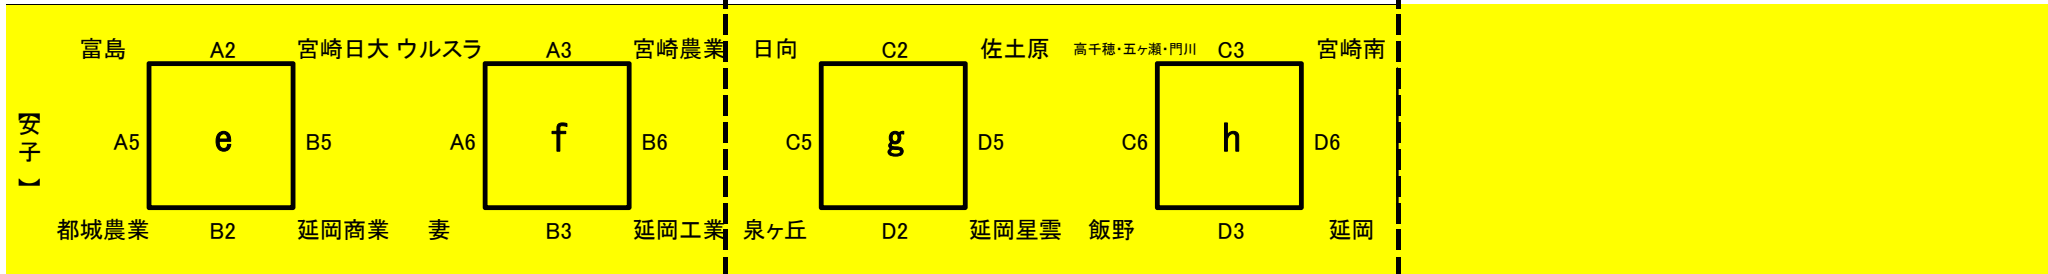 富島 A2 宮崎日大 ウルスラ A3 宮崎農業 日向 C2 佐土原 高千穂・五ヶ瀬・門川 C3 宮崎南
【安子】
A5 e B5 A6 f B6 C5 g D5 C6 h D6
都城農業 B2 延岡商業 妻 B3 延岡工業 泉ヶ丘 D2 延岡星雲 飯野 D3 延岡